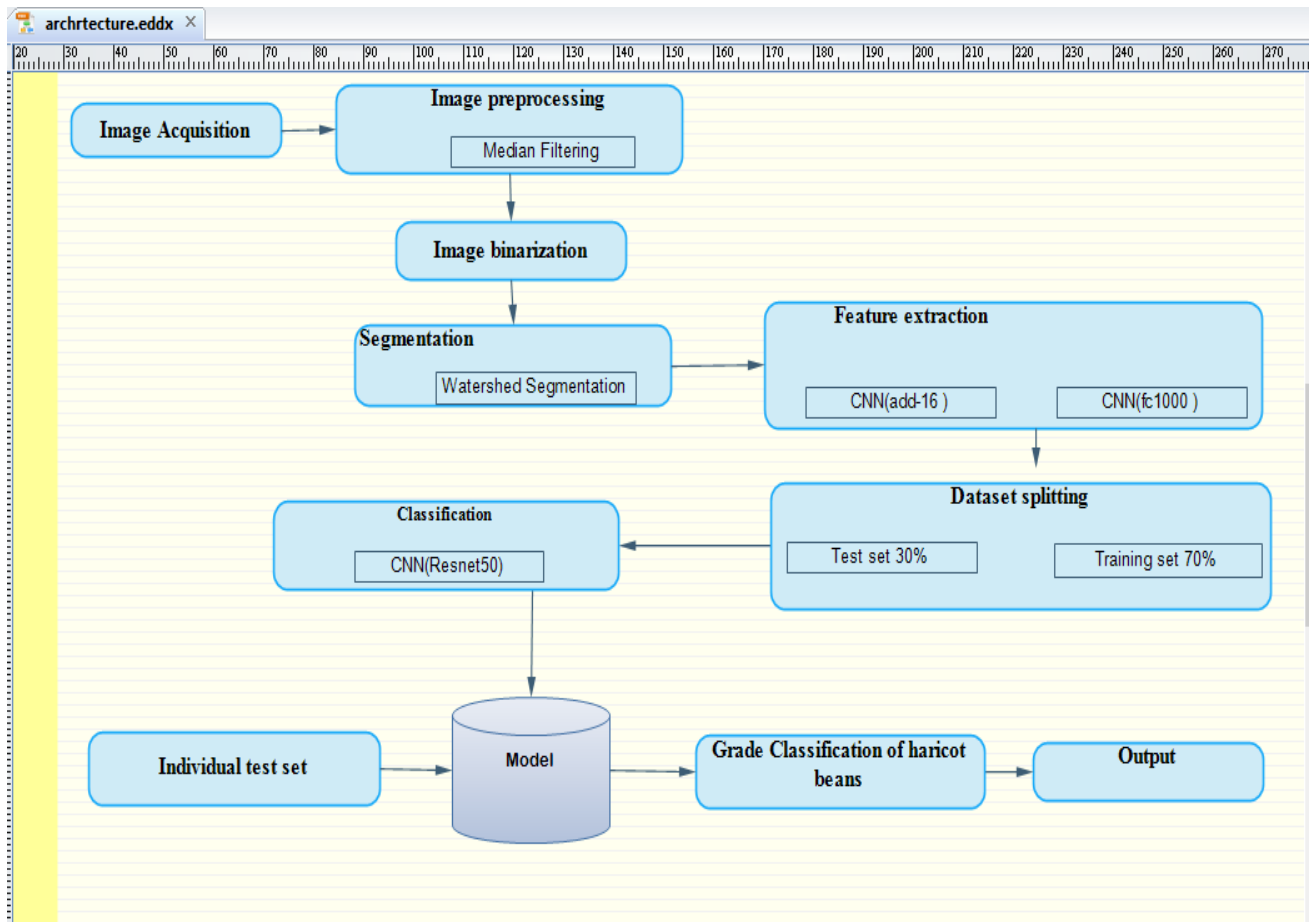 archrtecture.eddx ×
20 30 40 50 60 70 80 90 100 110 120 130 140 150 160 170 180 190 200 210 220 230 240 250 260 270
Image Acquisition
Image preprocessing
Median Filtering
Image binarization
Segmentation
Watershed Segmentation
Feature extraction
CNN(add-16 )
CNN(fc1000 )
Dataset splitting
Test set 30%
Training set 70%
Classification
CNN(Resnet50)
Individual test set
Model
Grade Classification of haricot
beans
Output